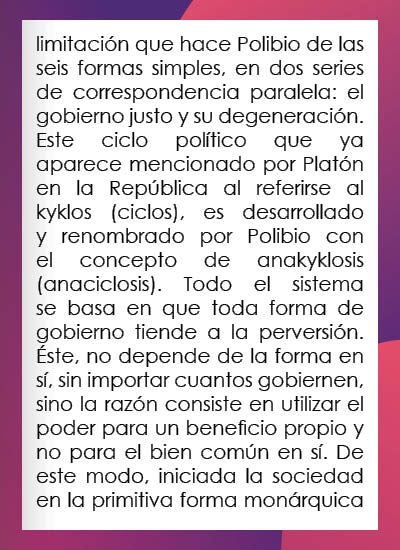 limitación que hace Polibio de las
seis formas simples, en dos series
de correspondencia paralela: el
gobierno justo y su degeneración.
Este ciclo político que ya
aparece mencionado por Platón
en la República al referirse al
kyklos (ciclos), es desarrollado
y renombrado por Polibio con
el concepto de anakyklosis
(anaciclosis). Todo el sistema
se basa en que toda forma de
gobierno tiende a la perversión.
Éste, no depende de la forma en
sí, sin importar cuantos gobiernen,
sino la razón consiste en utilizar el
poder para un beneficio propio y
no para el bien común en sí. De
este modo, iniciada la sociedad
en la primitiva forma monárquica